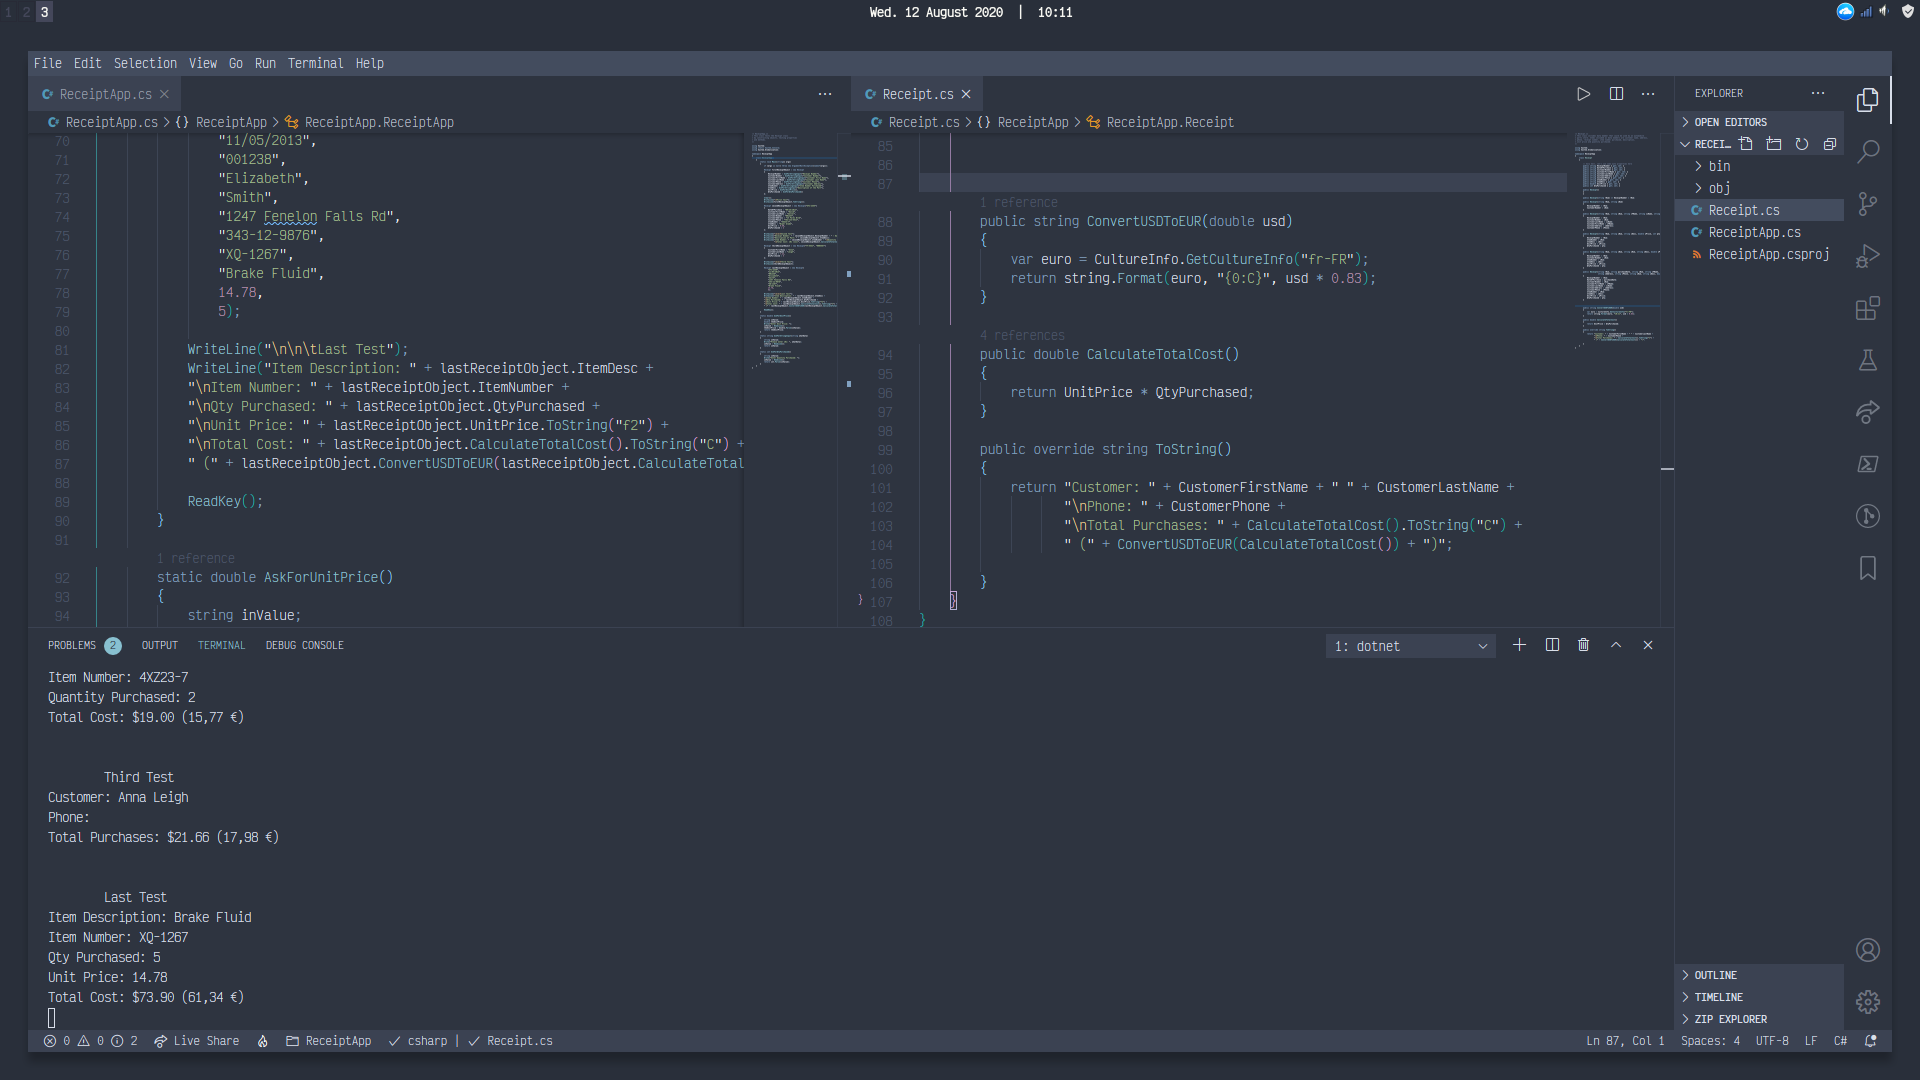 1 2 3
Wed. 12 August 2020 | 10:11
File Edit Selection View Go Run Terminal Help
ReceiptApp.cs
ReceiptApp.cs > {} ReceiptApp > ReceiptApp.ReceiptApp
70 "11/05/2013",
71 "001238",
72 "Elizabeth",
73 "Smith",
74 "1247 Fenelon Falls Rd",
75 "343-12-9876",
76 "XQ-1267",
77 "Brake Fluid",
78 14.78,
79 5);
80
81 WriteLine("\n\n\tLast Test");
82 WriteLine("Item Description: " + lastReceiptObject.ItemDesc +
83 "\nItem Number: " + lastReceiptObject.ItemNumber +
84 "\nQty Purchased: " + lastReceiptObject.QtyPurchased +
85 "\nUnit Price: " + lastReceiptObject.UnitPrice.ToString("f2") +
86 "\nTotal Cost: " + lastReceiptObject.CalculateTotalCost().ToString("C") +
87 " (" + lastReceiptObject.ConvertUSDToEUR(lastReceiptObject.CalculateTotal
88
89 ReadKey();
90 }
91
1 reference
92 static double AskForUnitPrice()
93 {
94 string inValue;
Receipt.cs
Receipt.cs > {} ReceiptApp > ReceiptApp.Receipt
85
86
87
1 reference
88 public string ConvertUSDToEUR(double usd)
89 {
90 var euro = CultureInfo.GetCultureInfo("fr-FR");
91 return string.Format(euro, "{0:C}", usd * 0.83);
92 }
93
4 references
94 public double CalculateTotalCost()
95 {
96 return UnitPrice * QtyPurchased;
97 }
98
99 public override string ToString()
100 {
101 return "Customer: " + CustomerFirstName + " " + CustomerLastName +
102 "\nPhone: " + CustomerPhone +
103 "\nTotal Purchases: " + CalculateTotalCost().ToString("C") +
104 " (" + ConvertUSDToEUR(CalculateTotalCost()) + ")";
105
106 }
} 107 }
108 }
EXPLORER
OPEN EDITORS
RECEI...
bin
obj
Receipt.cs
ReceiptApp.cs
ReceiptApp.csproj
OUTLINE
TIMELINE
ZIP EXPLORER
PROBLEMS 2 OUTPUT TERMINAL DEBUG CONSOLE
1: dotnet
Item Number: 4XZ23-7
Quantity Purchased: 2
Total Cost: $19.00 (15,77 €)
Third Test
Customer: Anna Leigh
Phone:
Total Purchases: $21.66 (17,98 €)
Last Test
Item Description: Brake Fluid
Item Number: XQ-1267
Qty Purchased: 5
Unit Price: 14.78
Total Cost: $73.90 (61,34 €)
0 0 2 Live Share ReceiptApp csharp | Receipt.cs
Ln 87, Col 1 Spaces: 4 UTF-8 LF C#